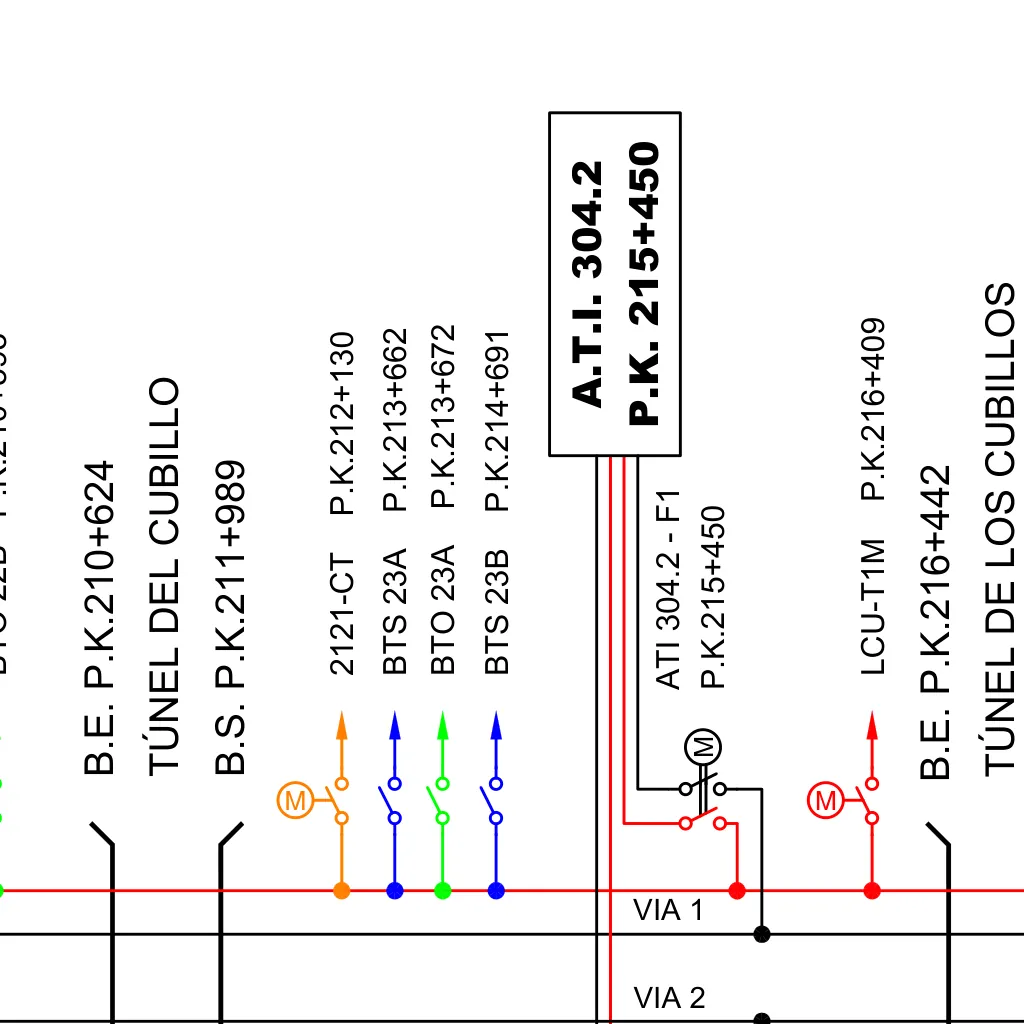 B.E. P.K.210+624
TÚNEL DEL CUBILLO
B.S. P.K.211+989
2121-CT P.K.212+130
BTS 23A P.K.213+662
BTO 23A P.K.213+672
BTS 23B P.K.214+691
A.T.I. 304.2
P.K. 215+450
ATI 304.2 - F1
P.K.215+450
LCU-T1M P.K.216+409
B.E. P.K.216+442
TÚNEL DE LOS CUBILLOS
M
M
M
VIA 1
VIA 2